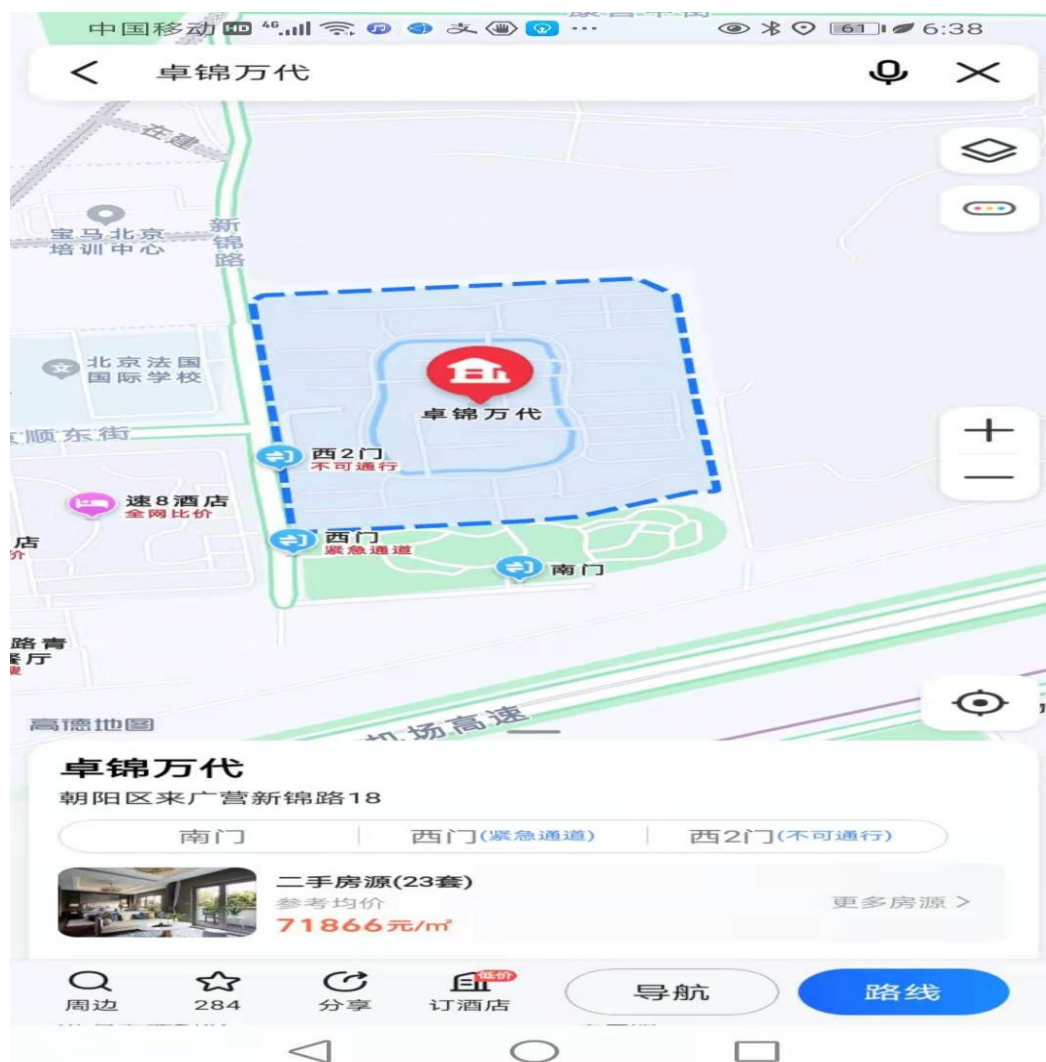 中国移动 HD 4G 61 6:38
卓锦万代
在建
宝马北京
培训中心
新锦路
北京法国
国际学校
卓锦万代
顺东街
西2门
不可通行
速8酒店
全网比价
西门
紧急通道
店
价
南门
路青
餐厅
机场高速
高德地图
卓锦万代
朝阳区来广营新锦路18
南门 西门(紧急通道) 西2门(不可通行)
二手房源(23套)
参考均价
更多房源 >
71866元/㎡
低价
周边 284 分享 订酒店 导航 路线